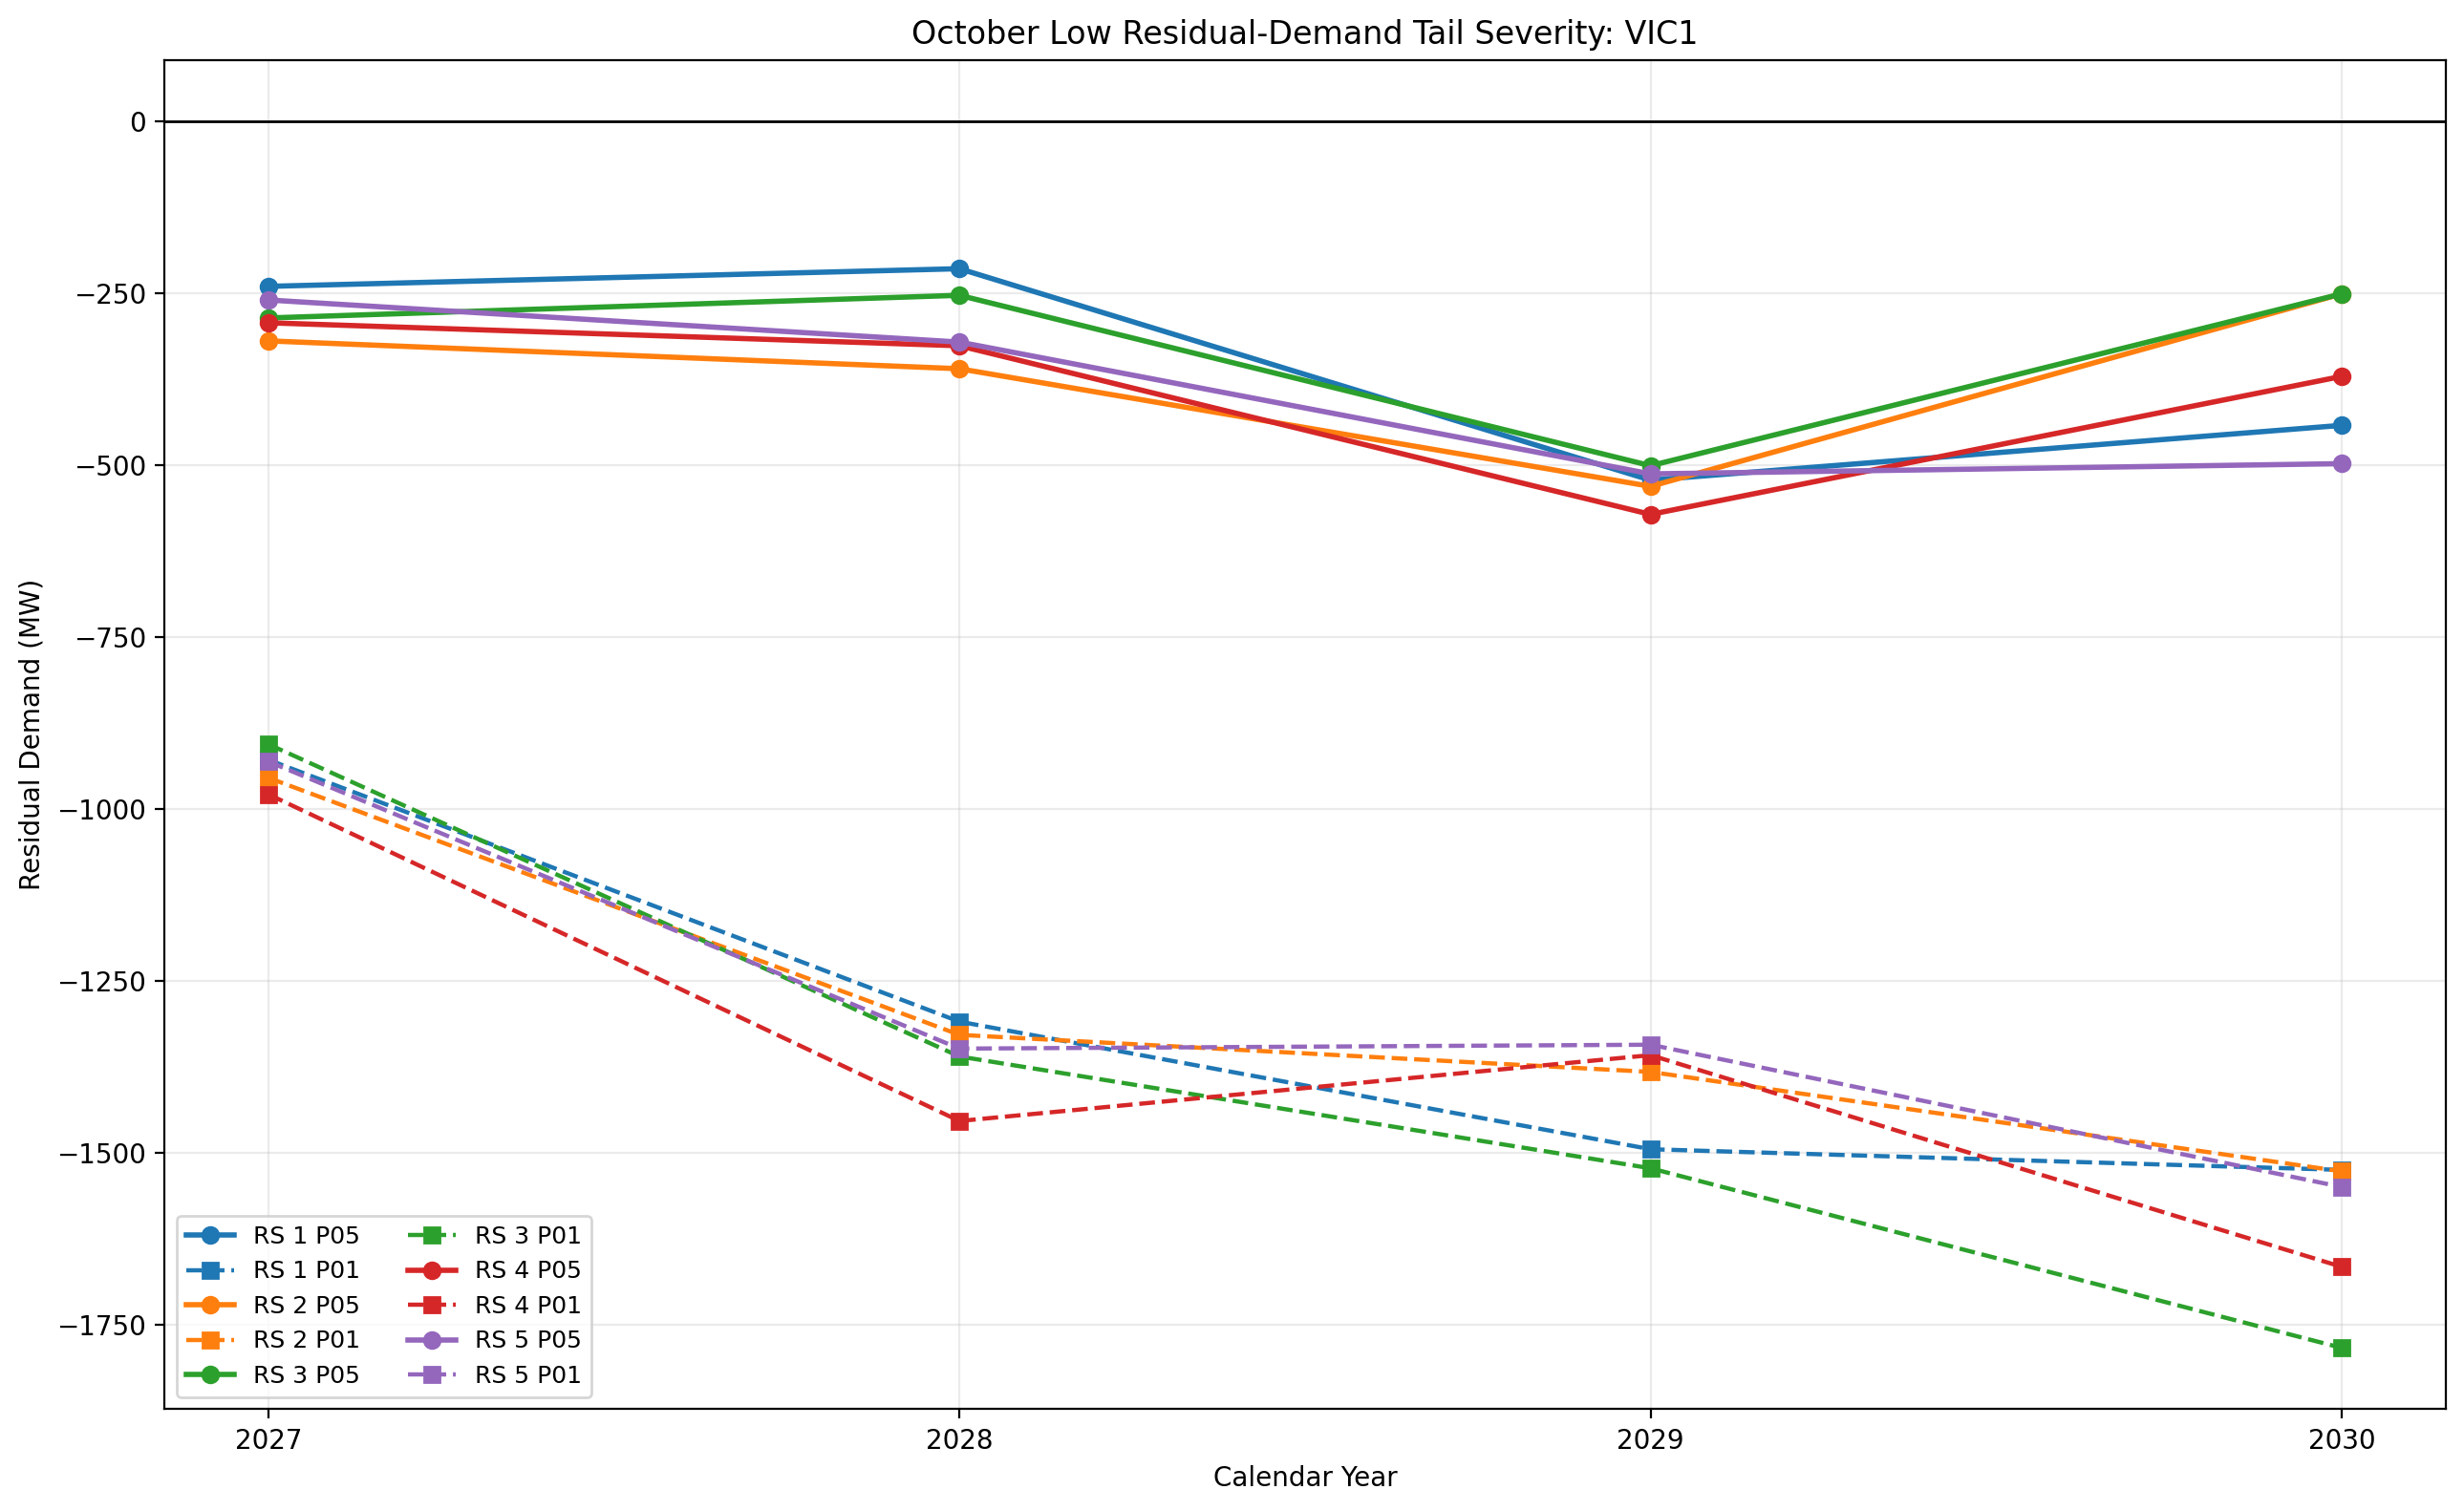 October Low Residual-Demand Tail Severity: VIC1
Residual Demand (MW)
0
−250
−500
−750
−1000
−1250
−1500
−1750
RS 1 P05
RS 1 P01
RS 2 P05
RS 2 P01
RS 3 P05
RS 3 P01
RS 4 P05
RS 4 P01
RS 5 P05
RS 5 P01
2027 2028 2029 2030
Calendar Year